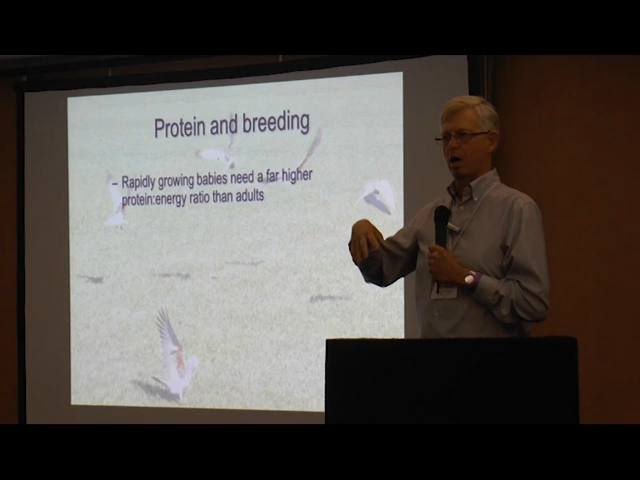 Protein and breeding
– Rapidly growing babies need a far higher
protein:energy ratio than adults